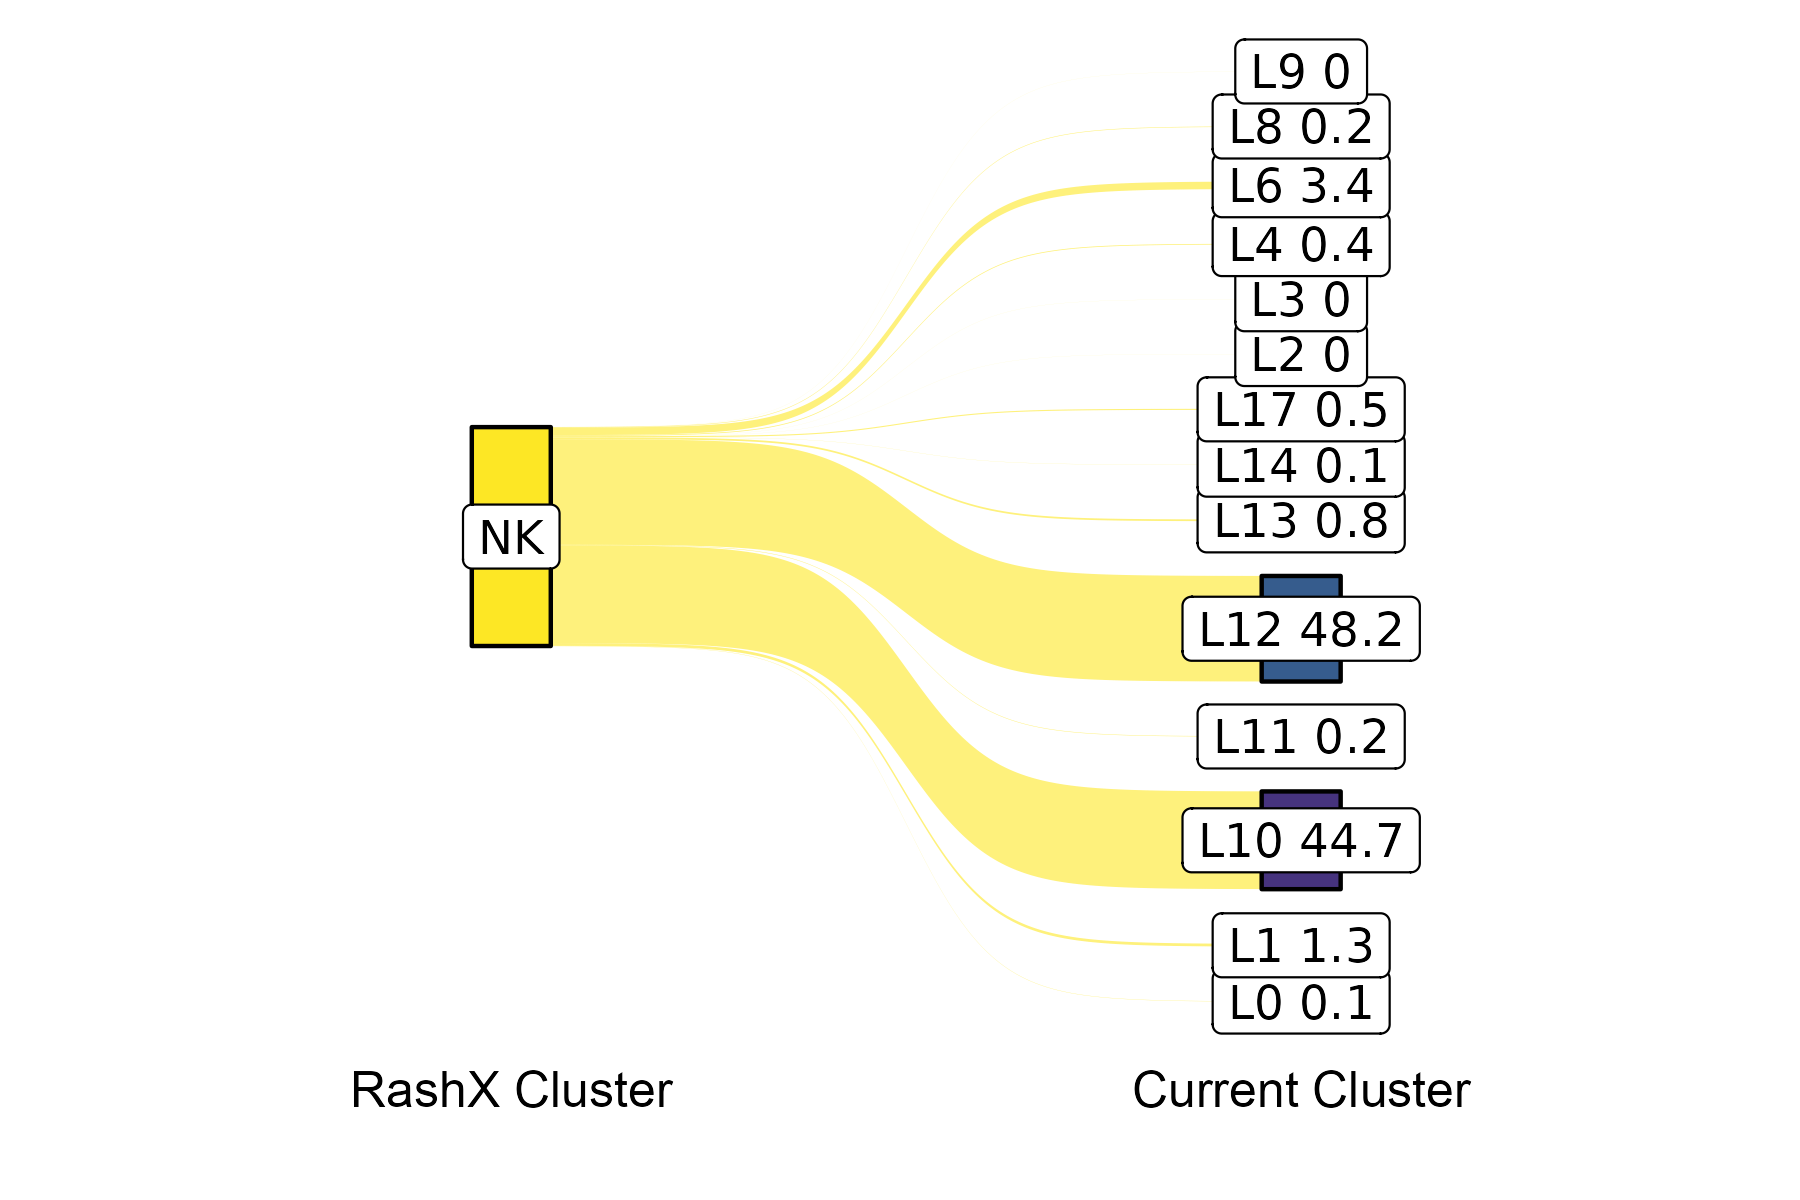 L9 0
L8 0.2
L6 3.4
L4 0.4
L3 0
L2 0
L17 0.5
L14 0.1
L13 0.8
NK
L12 48.2
L11 0.2
L10 44.7
L1 1.3
L0 0.1
RashX Cluster
Current Cluster